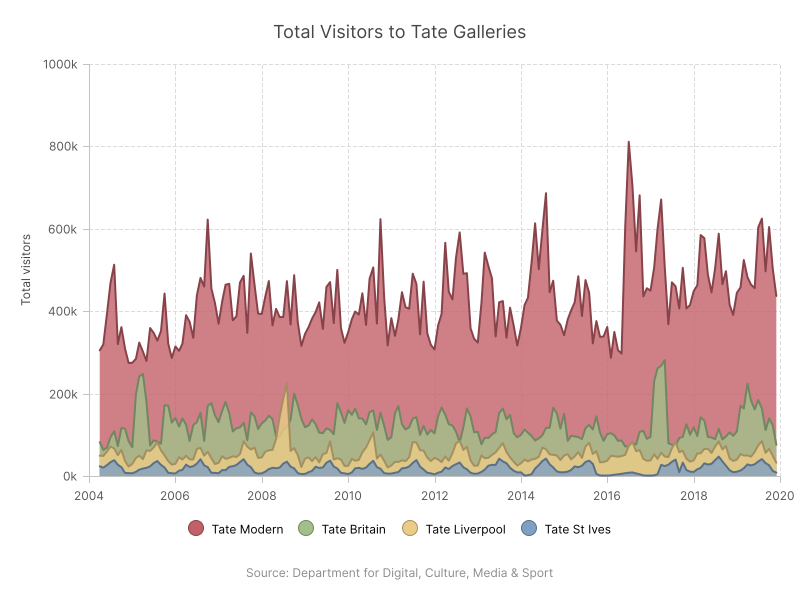 Total Visitors to Tate Galleries
1000k
800k
600k
400k
200k
0k
Total visitors
2004 2006 2008 2010 2012 2014 2016 2018 2020
Tate Modern Tate Britain Tate Liverpool Tate St Ives
Source: Department for Digital, Culture, Media & Sport